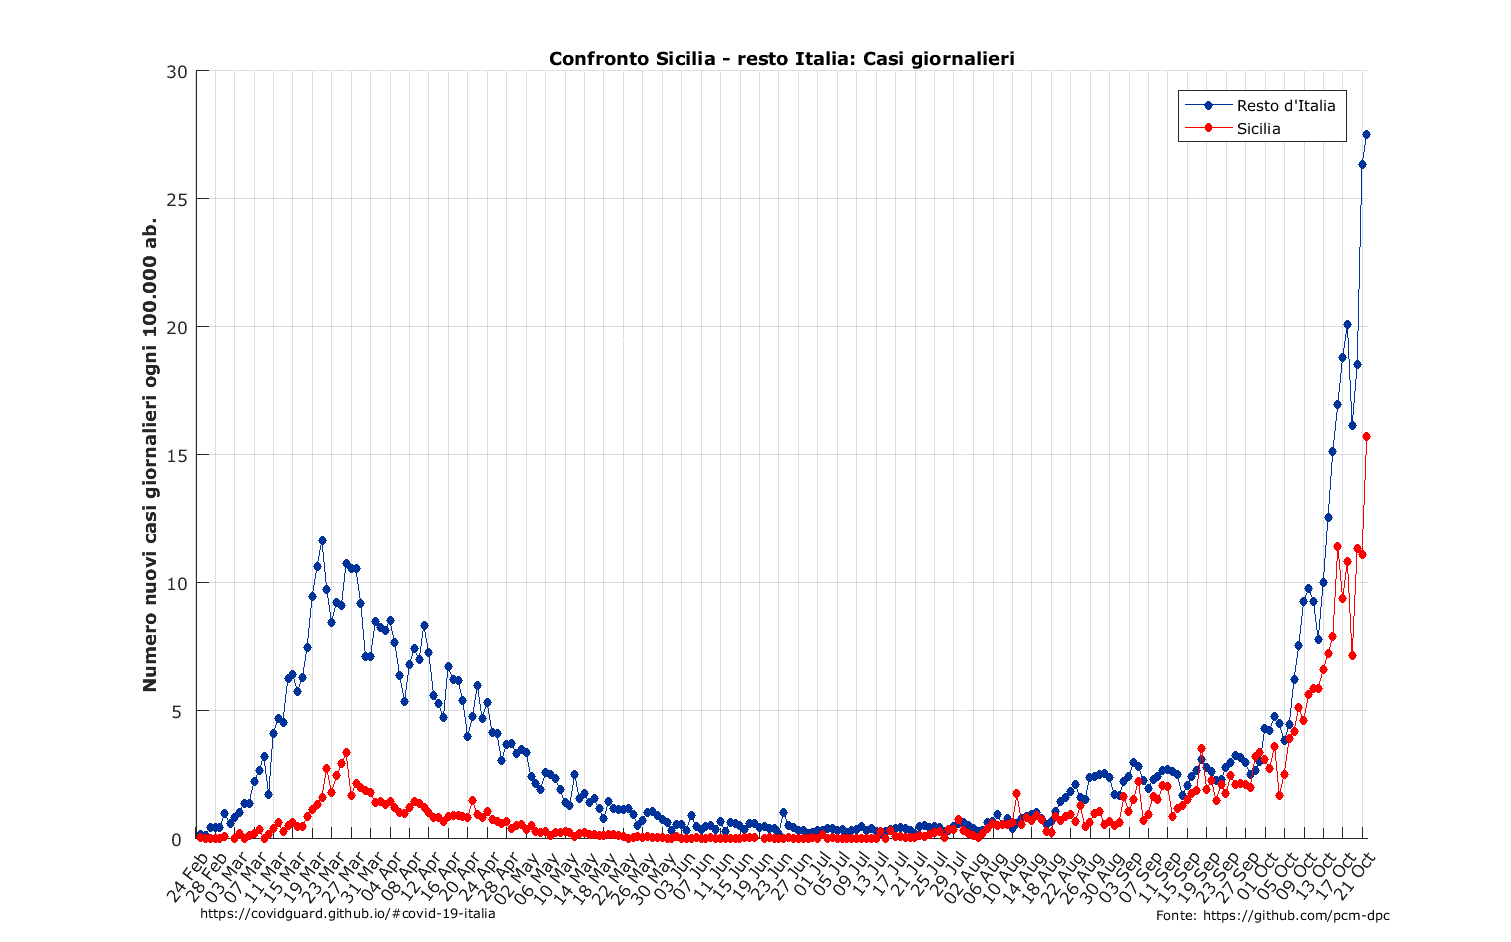 Confronto Sicilia - resto Italia: Casi giornalieri
Numero nuovi casi giornalieri ogni 100.000 ab.
30
25
20
15
10
5
0
Resto d'Italia
Sicilia
24 Feb
28 Feb
03 Mar
07 Mar
11 Mar
15 Mar
19 Mar
23 Mar
27 Mar
31 Mar
04 Apr
08 Apr
12 Apr
16 Apr
20 Apr
24 Apr
28 Apr
02 May
06 May
10 May
14 May
18 May
22 May
26 May
30 May
03 Jun
07 Jun
11 Jun
15 Jun
19 Jun
23 Jun
27 Jun
01 Jul
05 Jul
09 Jul
13 Jul
17 Jul
21 Jul
25 Jul
29 Jul
02 Aug
06 Aug
10 Aug
14 Aug
18 Aug
22 Aug
26 Aug
30 Aug
03 Sep
07 Sep
11 Sep
15 Sep
19 Sep
23 Sep
27 Sep
01 Oct
05 Oct
09 Oct
13 Oct
17 Oct
21 Oct
https://covidguard.github.io/#covid-19-italia
Fonte: https://github.com/pcm-dpc